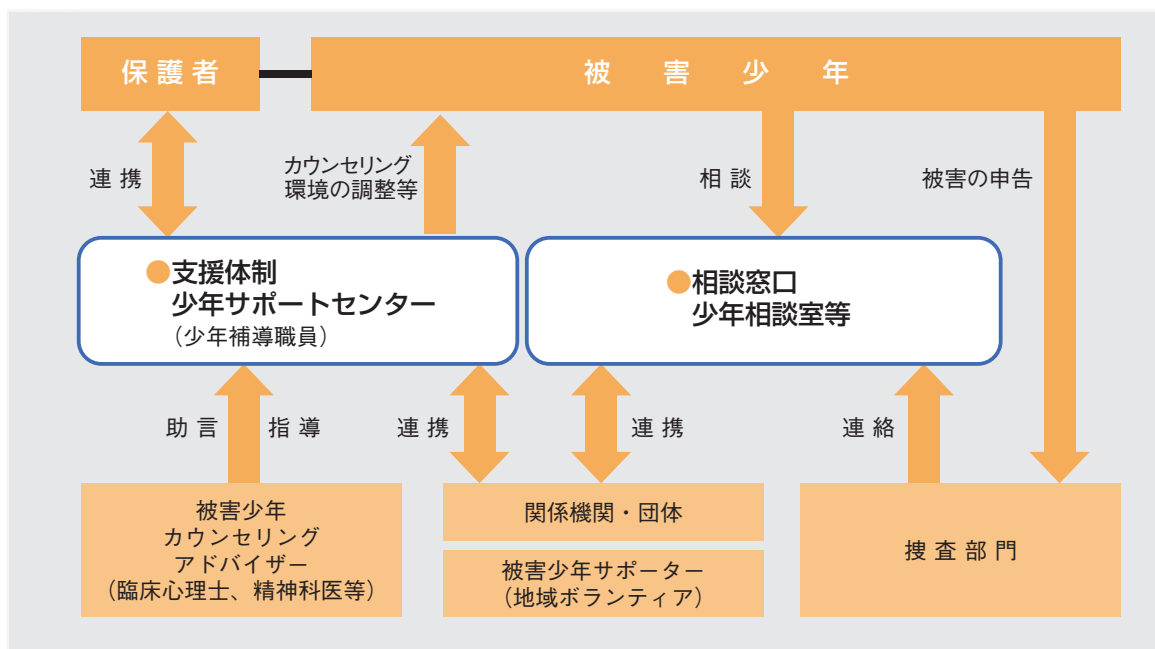 保護者
被害少年
連携
カウンセリング
環境の調整等
相談
被害の申告
●支援体制
少年サポートセンター
（少年補導職員）
●相談窓口
少年相談室等
助言
指導
連携
連携
連絡
被害少年
カウンセリング
アドバイザー
（臨床心理士、精神科医等）
関係機関・団体
被害少年サポーター
（地域ボランティア）
捜査部門